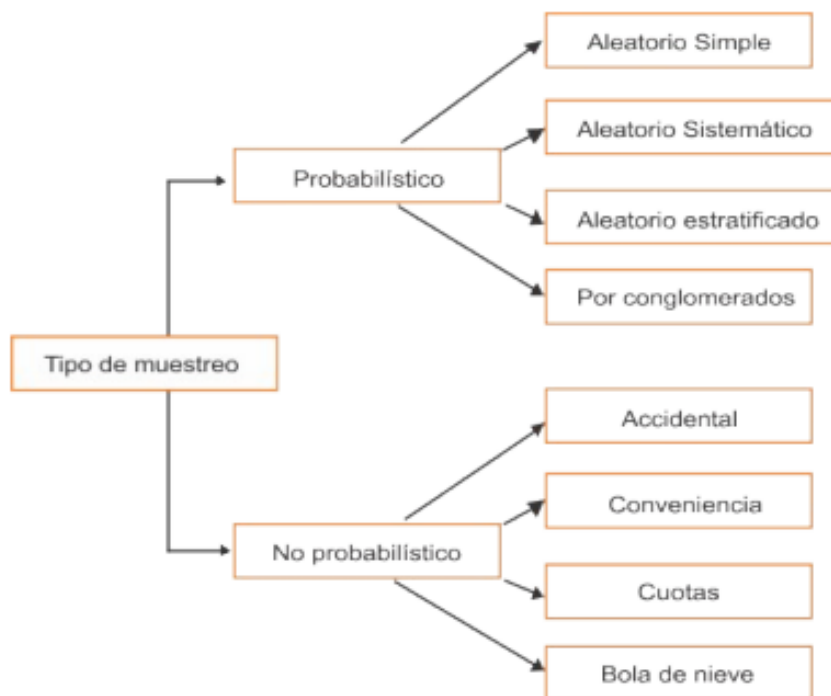 Tipo de muestreo
Probabilístico
Aleatorio Simple
Aleatorio Sistemático
Aleatorio estratificado
Por conglomerados
No probabilístico
Accidental
Conveniencia
Cuotas
Bola de nieve